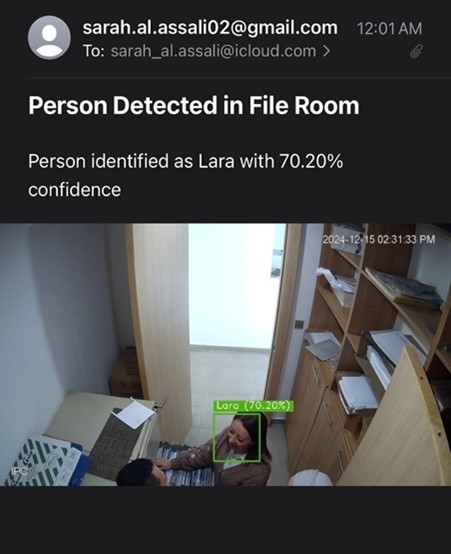 sarah.al.assali02@gmail.com 12:01 AM
To: sarah_al.assali@icloud.com >
Person Detected in File Room
Person identified as Lara with 70.20%
confidence
2024-12-15 02:31:33 PM
Lara (70.20%)
IPC